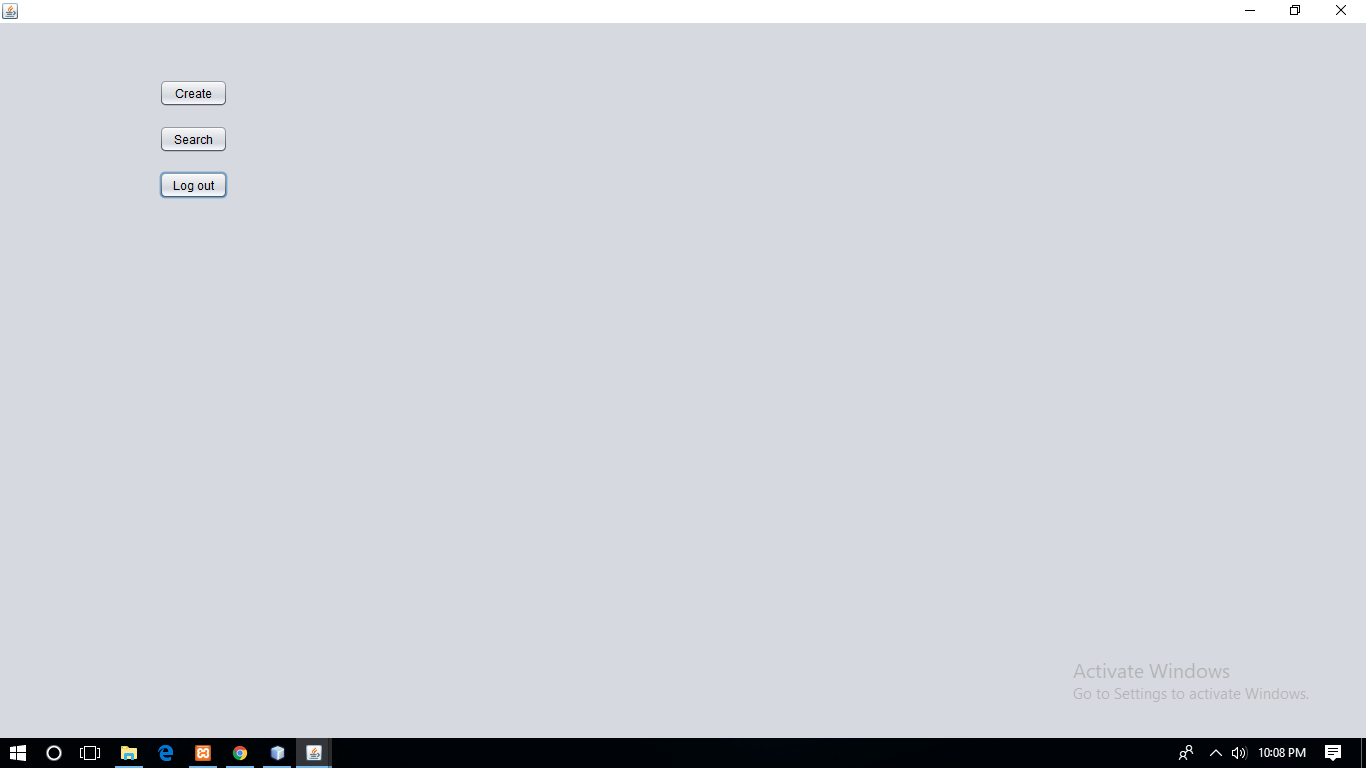 Create
Search
Log out
Activate Windows
Go to Settings to activate Windows.
10:08 PM